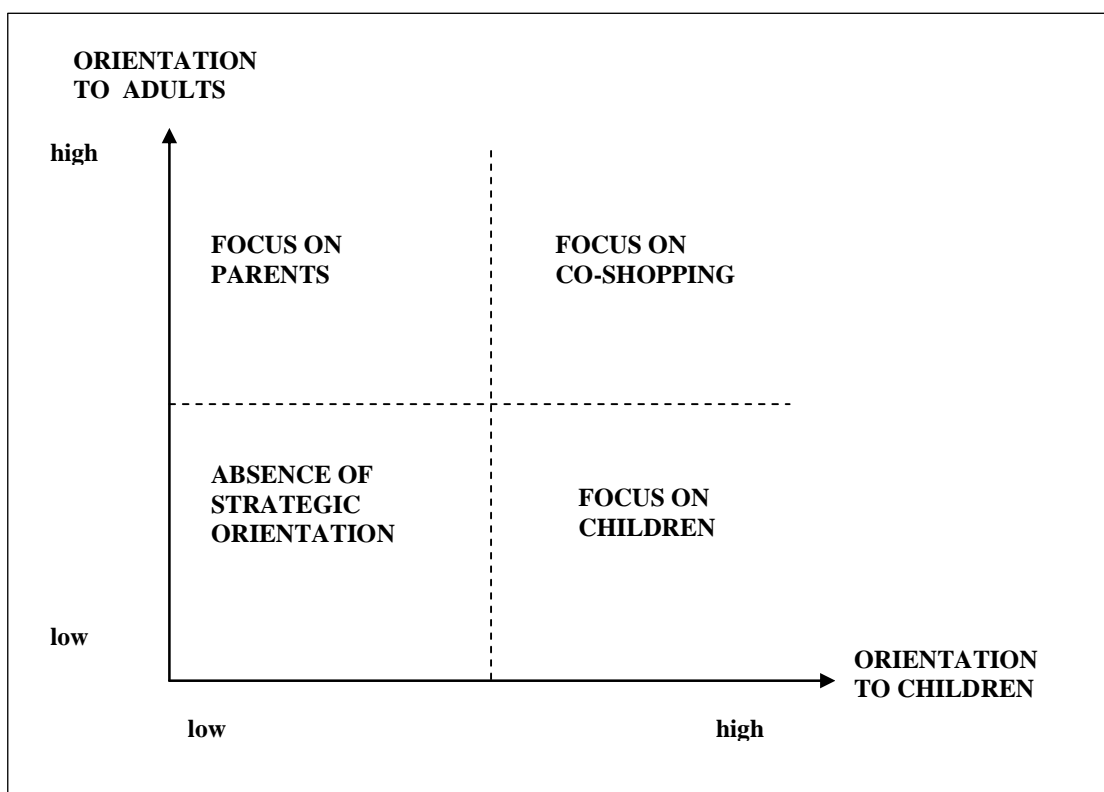 ORIENTATION
TO ADULTS
high
FOCUS ON
PARENTS
FOCUS ON
CO-SHOPPING
ABSENCE OF
STRATEGIC
ORIENTATION
FOCUS ON
CHILDREN
low
ORIENTATION
TO CHILDREN
low
high